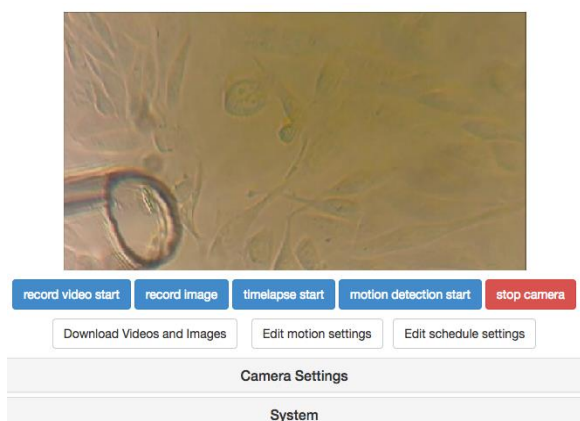 record video start record image timelapse start motion detection start stop camera
Download Videos and Images Edit motion settings Edit schedule settings
Camera Settings
System